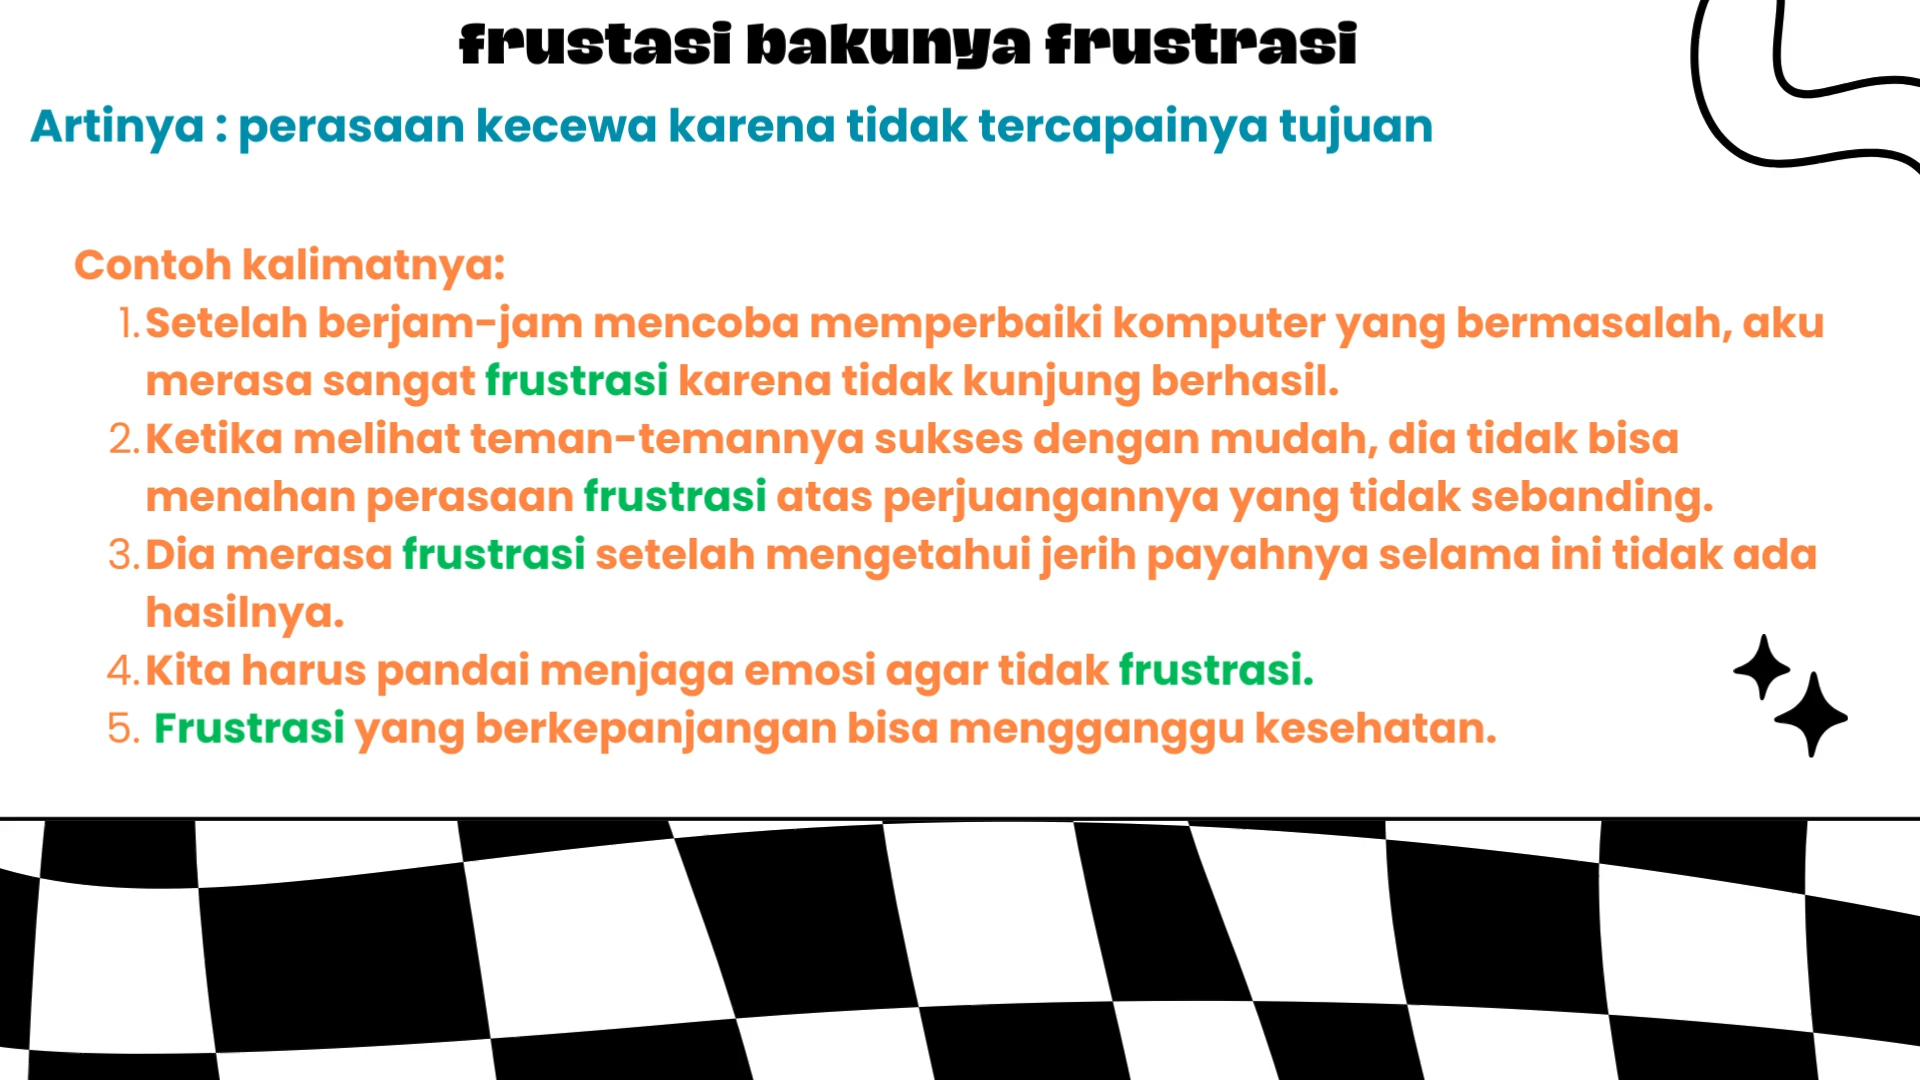 frustasi bakunya frustrasi
Artinya : perasaan kecewa karena tidak tercapainya tujuan
Contoh kalimatnya:
1. Setelah berjam-jam mencoba memperbaiki komputer yang bermasalah, aku
merasa sangat frustrasi karena tidak kunjung berhasil.
2. Ketika melihat teman-temannya sukses dengan mudah, dia tidak bisa
menahan perasaan frustrasi atas perjuangannya yang tidak sebanding.
3. Dia merasa frustrasi setelah mengetahui jerih payahnya selama ini tidak ada
hasilnya.
4. Kita harus pandai menjaga emosi agar tidak frustrasi.
5. Frustrasi yang berkepanjangan bisa mengganggu kesehatan.